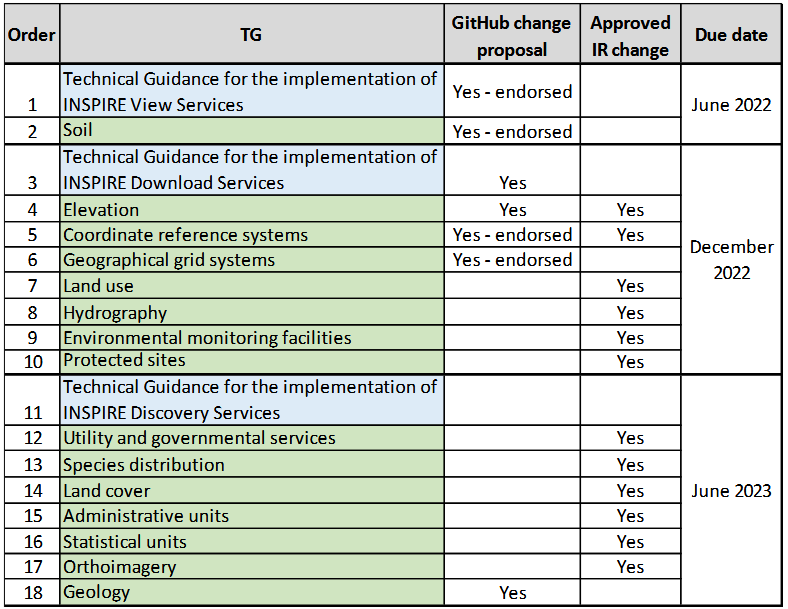 Order TG GitHub change proposal Approved IR change Due date
1 Technical Guidance for the implementation of INSPIRE View Services Yes - endorsed June 2022
2 Soil Yes - endorsed
3 Technical Guidance for the implementation of INSPIRE Download Services Yes December 2022
4 Elevation Yes Yes
5 Coordinate reference systems Yes - endorsed Yes
6 Geographical grid systems Yes - endorsed
7 Land use Yes
8 Hydrography Yes
9 Environmental monitoring facilities Yes
10 Protected sites Yes
11 Technical Guidance for the implementation of INSPIRE Discovery Services June 2023
12 Utility and governmental services Yes
13 Species distribution Yes
14 Land cover Yes
15 Administrative units Yes
16 Statistical units Yes
17 Orthoimagery Yes
18 Geology Yes